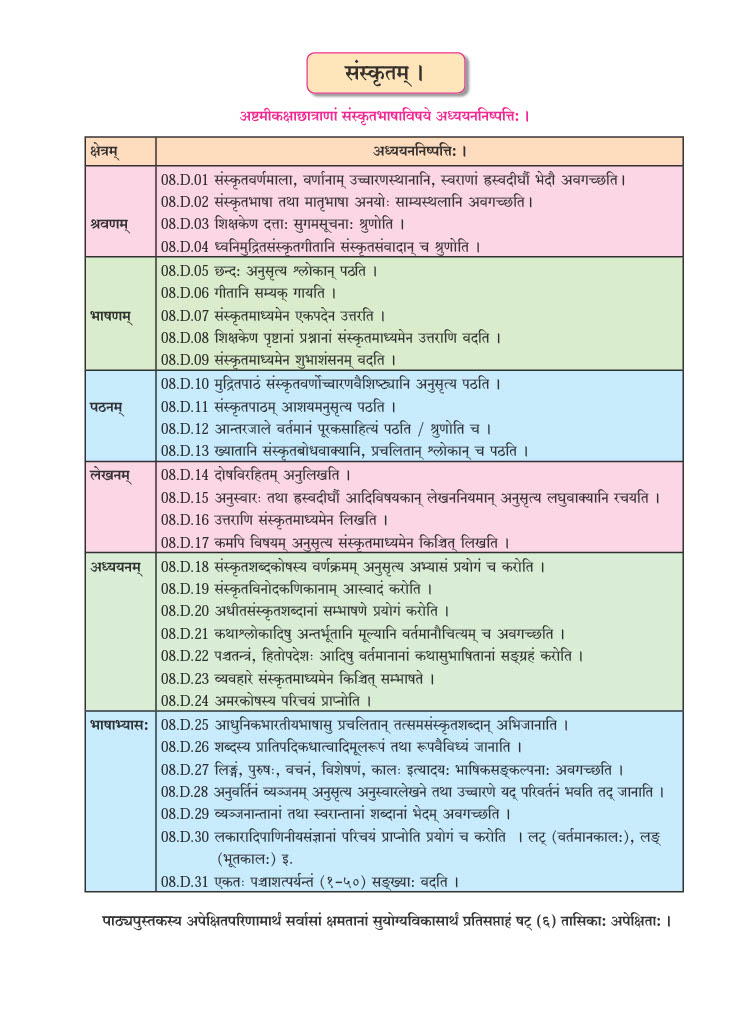 संस्कृतम् ।
अष्टमीकक्षाछात्राणां संस्कृतभाषाविषये अध्ययननिष्पत्ति: ।
क्षेत्रम् अध्ययननिष्पत्ति: ।
08.D.01 संस्कृतवर्णमाला, वर्णानाम् उच्चारणस्थानानि, स्वराणां ह्रस्वदीर्घौ भेदौ अवगच्छति।
08.D.02 संस्कृतभाषा तथा मातृभाषा अनयोः साम्यस्थलानि अवगच्छति।
श्रवणम् 08.D.03 शिक्षकेण दत्ता: सुगमसूचना: श्रुणोति ।
08.D.04 ध्वनिमुद्रितसंस्कृतगीतानि संस्कृतसंवादान् च श्रुणोति ।
08.D.05 छन्द: अनुसृत्य श्लोकान् पठति ।
08.D.06 गीतानि सम्यक् गायति ।
भाषणम् 08.D.07 संस्कृतमाध्यमेन एकपदेन उत्तरति ।
08.D.08 शिक्षकेण पृष्टानां प्रश्नानां संस्कृतमाध्यमेन उत्तराणि वदति ।
08.D.09 संस्कृतमाध्यमेन शुभाशंसनम् वदति ।
08.D.10 मुद्रितपाठं संस्कृतवर्णोच्चारणवैशिष्ट्यानि अनुसृत्य पठति ।
पठनम् 08.D.11 संस्कृतपाठम् आशयमनुसृत्य पठति ।
08.D.12 आन्तरजाले वर्तमानं पूरकसाहित्यं पठति / श्रुणोति च ।
08.D.13 ख्यातानि संस्कृतबोधवाक्यानि, प्रचलितान् श्लोकान् च पठति ।
लेखनम् 08.D.14 दोषविरहितम् अनुलिखति ।
08.D.15 अनुस्वारः तथा ह्रस्वदीर्घौ आदिविषयकान् लेखननियमान् अनुसृत्य लघुवाक्यानि रचयति ।
08.D.16 उत्तराणि संस्कृतमाध्यमेन लिखति ।
08.D.17 कमपि विषयम् अनुसृत्य संस्कृतमाध्यमेन किञ्चित् लिखति ।
अध्ययनम् 08.D.18 संस्कृतशब्दकोषस्य वर्णक्रमम् अनुसृत्य अभ्यासं प्रयोगं च करोति ।
08.D.19 संस्कृतविनोदकणिकानाम् आस्वादं करोति ।
08.D.20 अधीतसंस्कृतशब्दानां सम्भाषणे प्रयोगं करोति ।
08.D.21 कथाश्लोकादिषु अन्तर्भूतानि मूल्यानि वर्तमानौचित्यम् च अवगच्छति ।
08.D.22 पञ्चतन्त्रं, हितोपदेशः आदिषु वर्तमानानां कथासुभाषितानां सङ्ग्रहं करोति ।
08.D.23 व्यवहारे संस्कृतमाध्यमेन किञ्चित् सम्भाषते ।
08.D.24 अमरकोषस्य परिचयं प्राप्नोति ।
भाषाभ्यास: 08.D.25 आधुनिकभारतीयभाषासु प्रचलितान् तत्समसंस्कृतशब्दान् अभिजानाति ।
08.D.26 शब्दस्य प्रातिपदिकधात्वादिमूलरूपं तथा रूपवैविध्यं जानाति ।
08.D.27 लिङ्गं, पुरुषः, वचनं, विशेषणं, कालः इत्यादय: भाषिकसङ्कल्पना: अवगच्छति ।
08.D.28 अनुवर्तिनं व्यञ्जनम् अनुसृत्य अनुस्वारलेखने तथा उच्चारणे यद् परिवर्तनं भवति तद् जानाति ।
08.D.29 व्यञ्जनान्तानां तथा स्वरान्तानां शब्दानां भेदम् अवगच्छति ।
08.D.30 लकारादिपाणिनीयसंज्ञानां परिचयं प्राप्नोति प्रयोगं च करोति । लट् (वर्तमानकाल:), लङ्
(भूतकाल:) इ.
08.D.31 एकतः पञ्चाशत्पर्यन्तं (१-५०) सङ्ख्या: वदति ।
पाठ्यपुस्तकस्य अपेक्षितपरिणामार्थं सर्वासां क्षमतानां सुयोग्यविकासार्थं प्रतिसप्ताहं षट् (६) तासिका: अपेक्षिता: ।